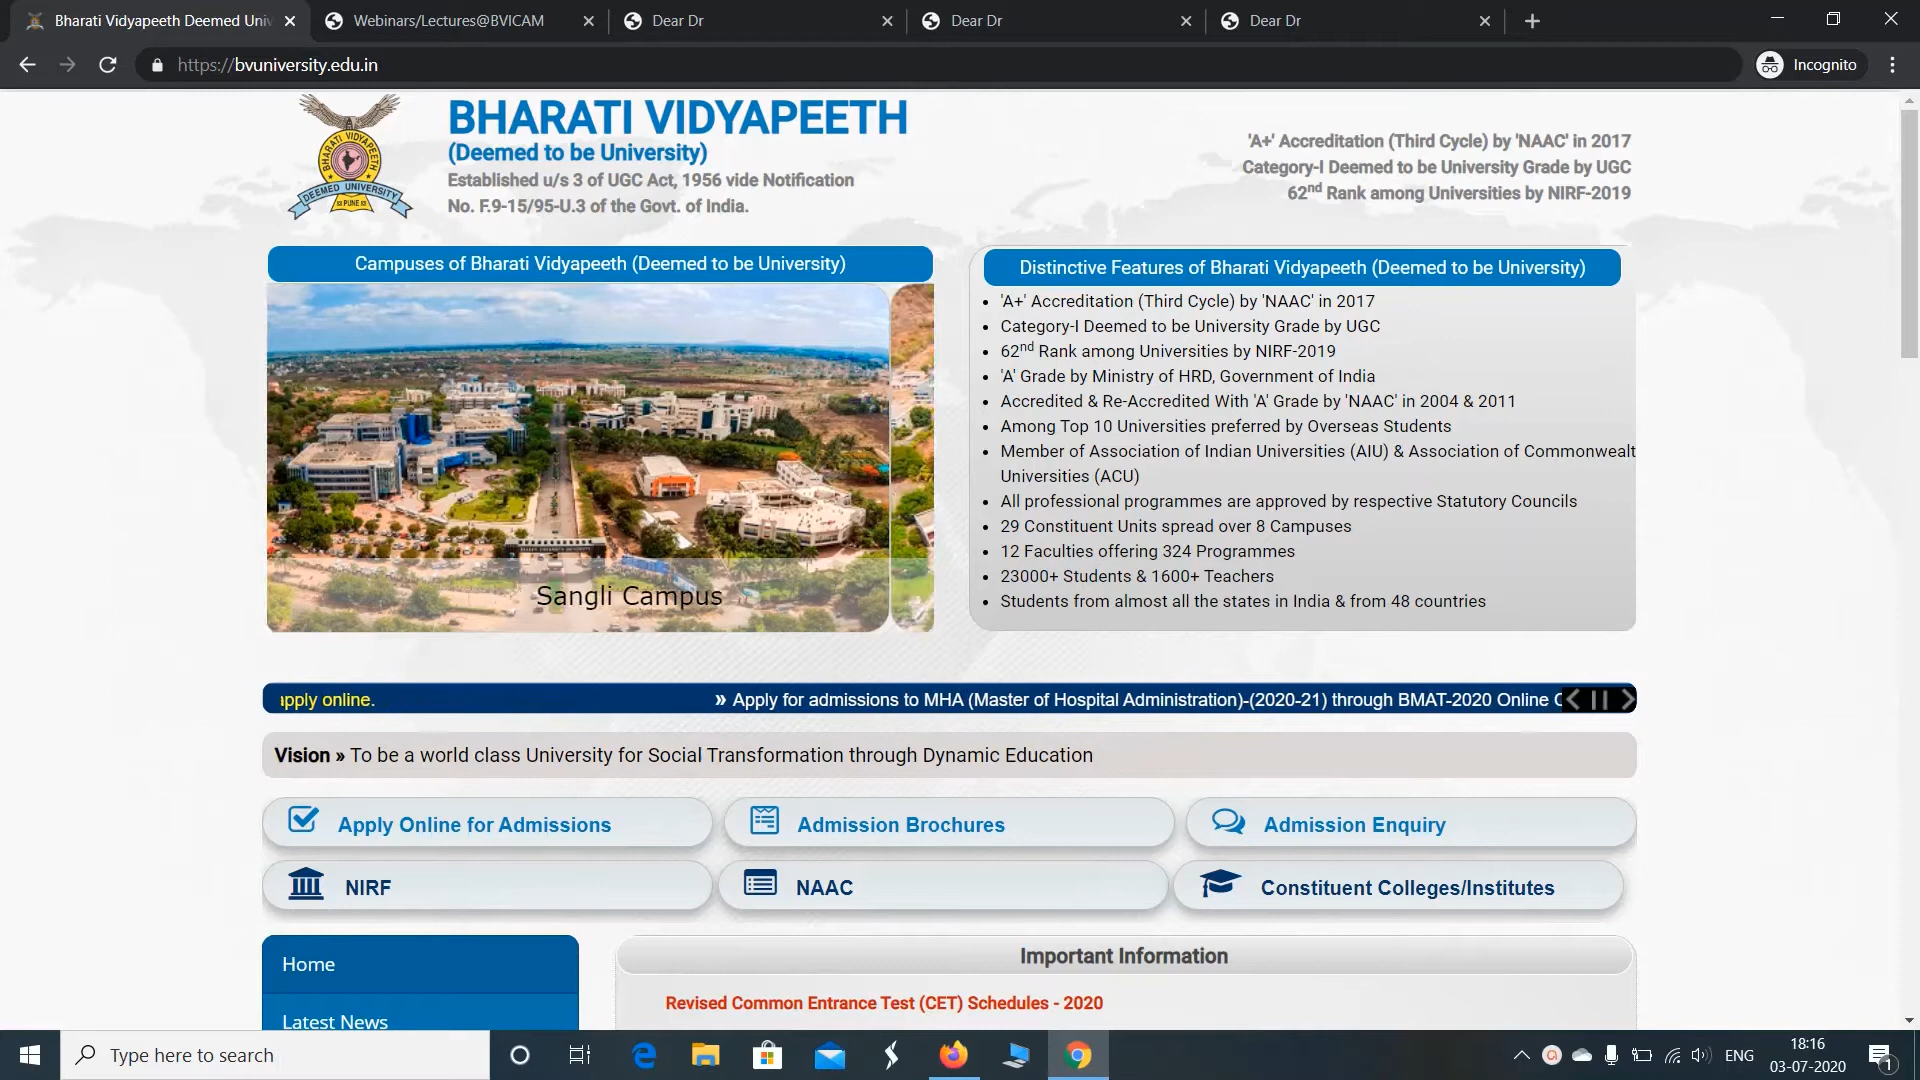 Bharati Vidyapeeth Deemed Univ
Webinars/Lectures@BVICAM
Dear Dr
Dear Dr
Dear Dr
https://bvuniversity.edu.in
Incognito
BHARATI VIDYAPEETH
DEEMED UNIVERSITY
PUNE
BHARATI VIDYAPEETH
(Deemed to be University)
Established u/s 3 of UGC Act, 1956 vide Notification
No. F.9-15/95-U.3 of the Govt. of India.
'A+' Accreditation (Third Cycle) by 'NAAC' in 2017
Category-I Deemed to be University Grade by UGC
62nd Rank among Universities by NIRF-2019
Campuses of Bharati Vidyapeeth (Deemed to be University)
Sangli Campus
Distinctive Features of Bharati Vidyapeeth (Deemed to be University)
• 'A+' Accreditation (Third Cycle) by 'NAAC' in 2017
• Category-I Deemed to be University Grade by UGC
• 62nd Rank among Universities by NIRF-2019
• 'A' Grade by Ministry of HRD, Government of India
• Accredited & Re-Accredited With 'A' Grade by 'NAAC' in 2004 & 2011
• Among Top 10 Universities preferred by Overseas Students
• Member of Association of Indian Universities (AIU) & Association of Commonwealt
Universities (ACU)
• All professional programmes are approved by respective Statutory Councils
• 29 Constituent Units spread over 8 Campuses
• 12 Faculties offering 324 Programmes
• 23000+ Students & 1600+ Teachers
• Students from almost all the states in India & from 48 countries
apply online. » Apply for admissions to MHA (Master of Hospital Administration)-(2020-21) through BMAT-2020 Online
Vision » To be a world class University for Social Transformation through Dynamic Education
Apply Online for Admissions
Admission Brochures
Admission Enquiry
NIRF
NAAC
Constituent Colleges/Institutes
Home
Latest News
Important Information
Revised Common Entrance Test (CET) Schedules - 2020
Type here to search
ENG
18:16
03-07-2020
1